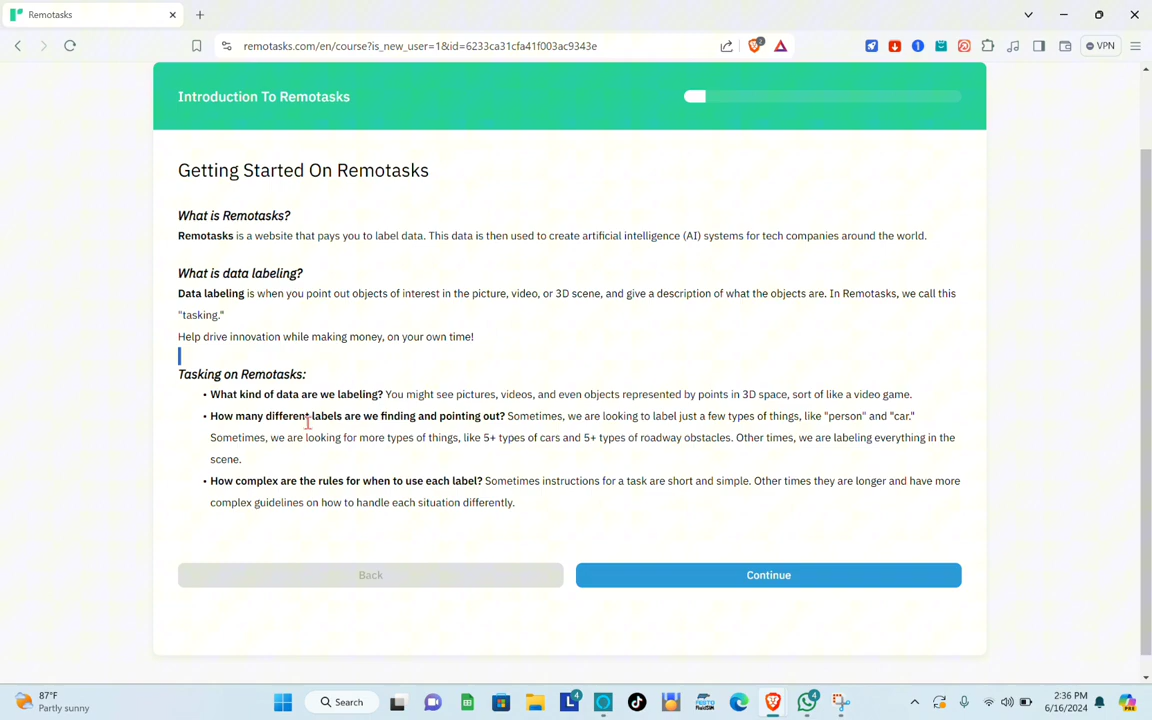 Remotasks
remotasks.com/en/course?is_new_user=1&id=6233ca31cfa41f003ac9343e
2
VPN
Introduction To Remotasks
Getting Started On Remotasks
What is Remotasks?
Remotasks is a website that pays you to label data. This data is then used to create artificial intelligence (AI) systems for tech companies around the world.
What is data labeling?
Data labeling is when you point out objects of interest in the picture, video, or 3D scene, and give a description of what the objects are. In Remotasks, we call this
"tasking."
Help drive innovation while making money, on your own time!
Tasking on Remotasks:
• What kind of data are we labeling? You might see pictures, videos, and even objects represented by points in 3D space, sort of like a video game.
• How many different labels are we finding and pointing out? Sometimes, we are looking to label just a few types of things, like "person" and "car."
Sometimes, we are looking for more types of things, like 5+ types of cars and 5+ types of roadway obstacles. Other times, we are labeling everything in the
scene.
• How complex are the rules for when to use each label? Sometimes instructions for a task are short and simple. Other times they are longer and have more
complex guidelines on how to handle each situation differently.
Back
Continue
87°F
Partly sunny
Search
4
4
2:36 PM
6/16/2024